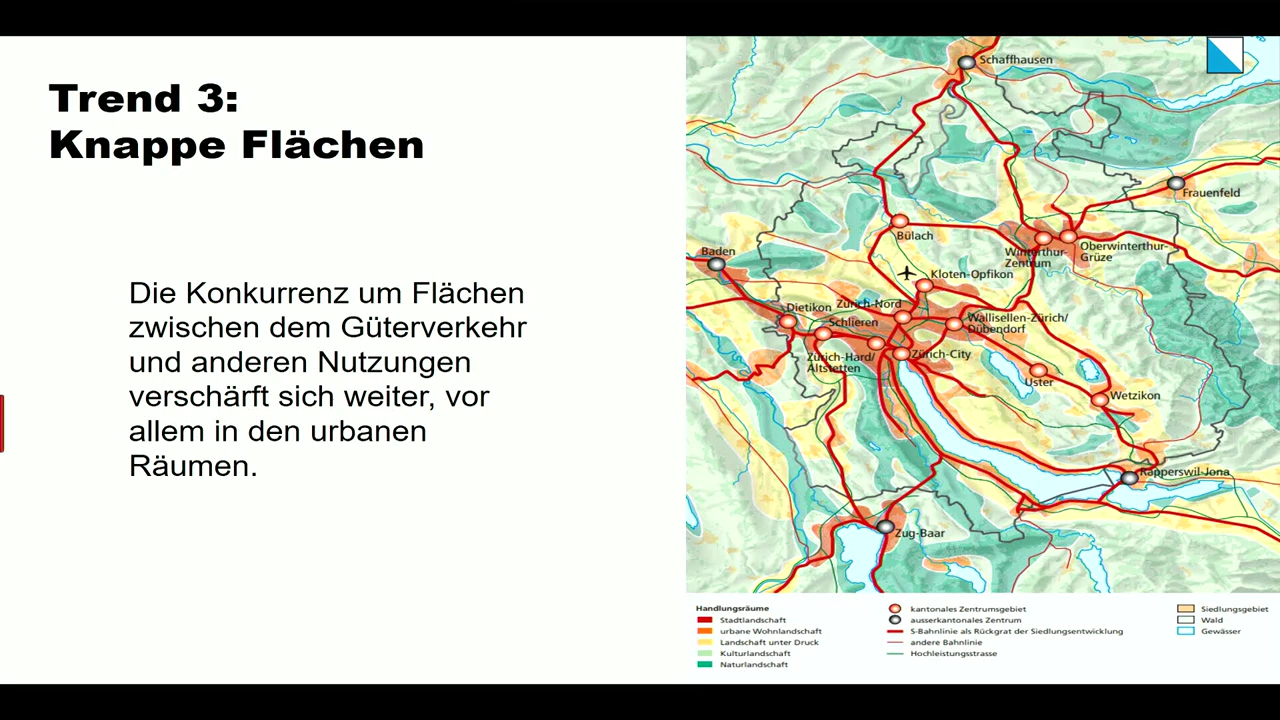 Trend 3:
Knappe Flächen
Die Konkurrenz um Flächen
zwischen dem Güterverkehr
und anderen Nutzungen
verschärft sich weiter, vor
allem in den urbanen
Räumen.
Schaffhausen
Frauenfeld
Bülach
Winterthur-
Zentrum
Oberwinterthur-
Grüze
Baden
Kloten-Opfikon
Dietikon
Zürich-Nord
Schlieren
Wallisellen-Zürich/
Dübendorf
Zürich-Hard/
Altstetten
Zürich-City
Uster
Wetzikon
Rapperswil-Jona
Zug-Baar
Handlungsräume
Stadtlandschaft
urbane Wohnlandschaft
Landschaft unter Druck
Kulturlandschaft
Naturlandschaft
kantonales Zentrumsgebiet
ausserkantonales Zentrum
S-Bahnlinie als Rückgrat der Siedlungsentwicklung
andere Bahnlinie
Hochleistungsstrasse
Siedlungsgebiet
Wald
Gewässer